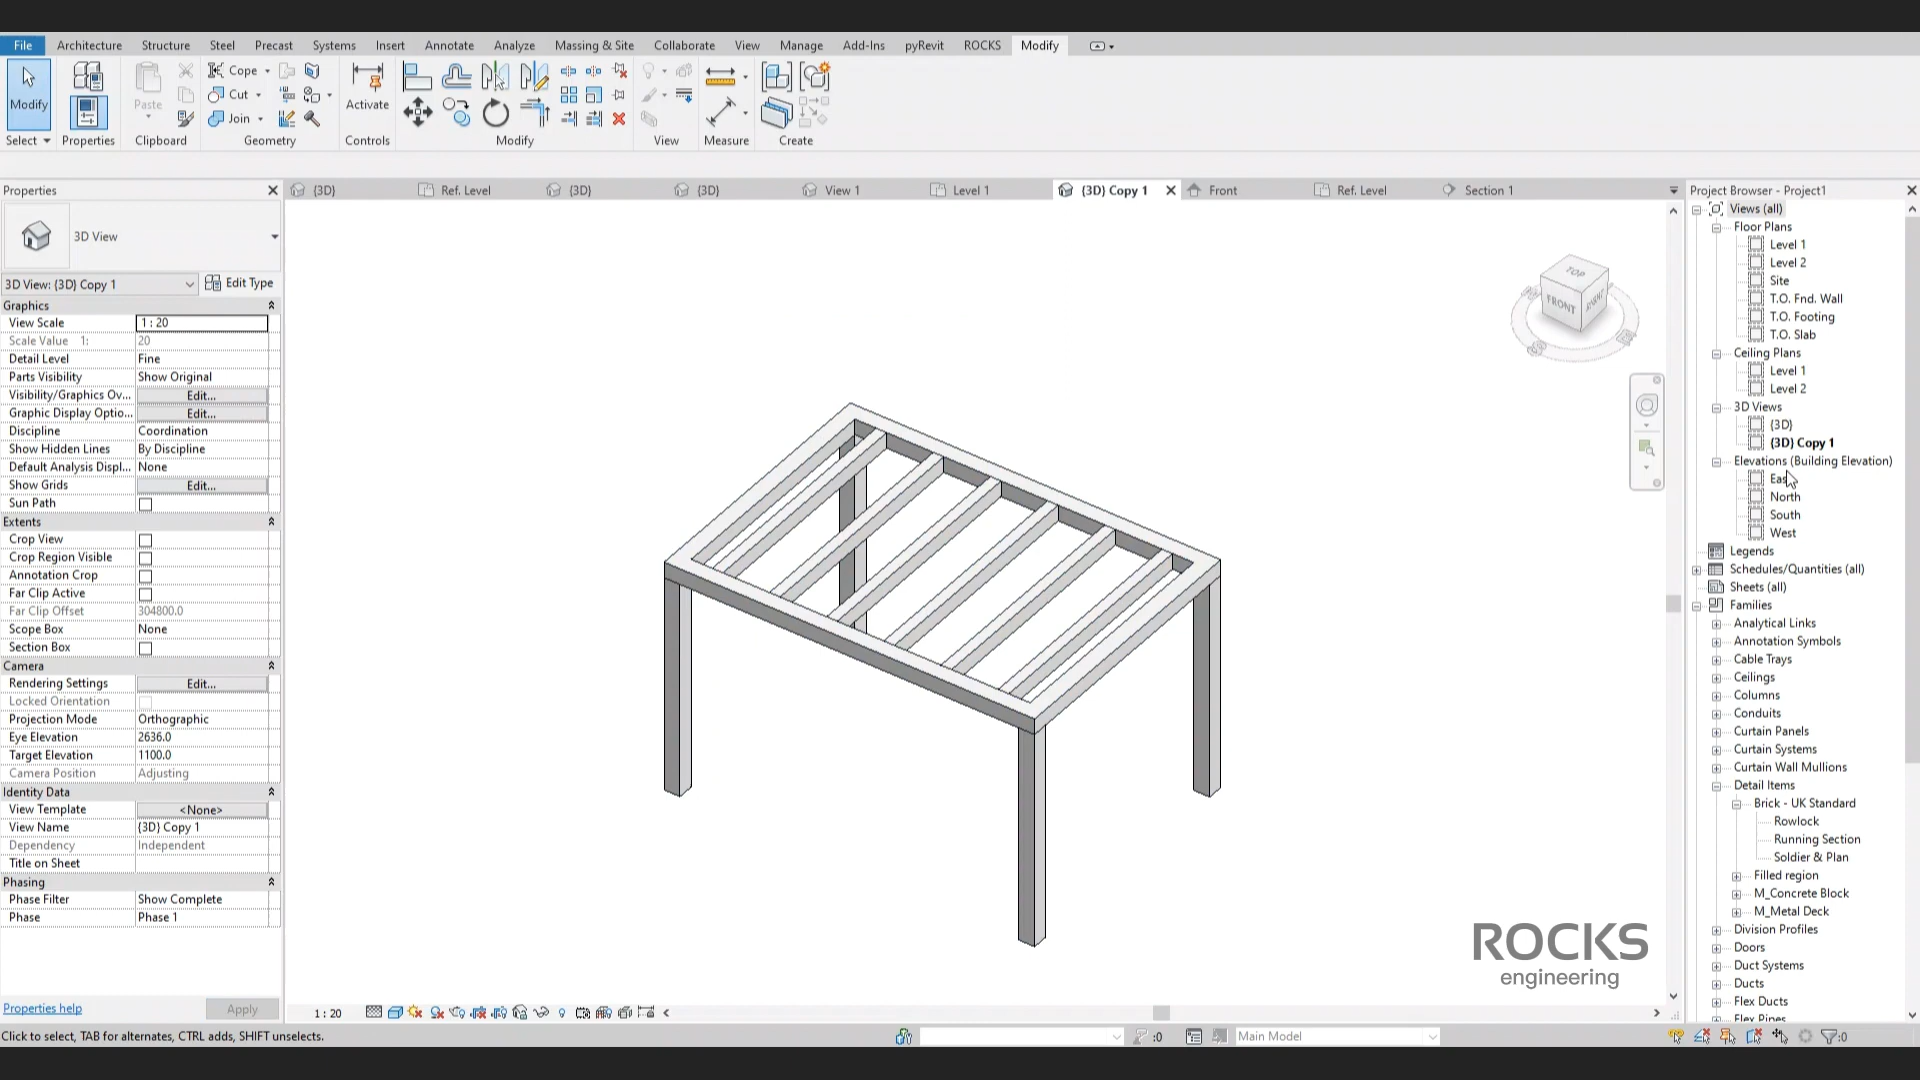 File Architecture Structure Steel Precast Systems Insert Annotate Analyze Massing & Site Collaborate View Manage Add-Ins pyRevit ROCKS Modify
Modify
Select
Properties
Paste
Clipboard
Cope
Cut
Join
Geometry
Activate
Controls
Modify
View
Measure
Create
Properties
3D View
3D View: {3D} Copy 1
Edit Type
Graphics
View Scale 1 : 20
Scale Value 1: 20
Detail Level Fine
Parts Visibility Show Original
Visibility/Graphics Ov... Edit...
Graphic Display Optio... Edit...
Discipline Coordination
Show Hidden Lines By Discipline
Default Analysis Displ... None
Show Grids Edit...
Sun Path
Extents
Crop View
Crop Region Visible
Annotation Crop
Far Clip Active
Far Clip Offset 304800.0
Scope Box None
Section Box
Camera
Rendering Settings Edit...
Locked Orientation
Projection Mode Orthographic
Eye Elevation 2636.0
Target Elevation 1100.0
Camera Position Adjusting
Identity Data
View Template <None>
View Name {3D} Copy 1
Dependency Independent
Title on Sheet
Phasing
Phase Filter Show Complete
Phase Phase 1
Properties help
Apply
{3D} Ref. Level {3D} {3D} View 1 Level 1 {3D} Copy 1 Front Ref. Level Section 1
TOP
FRONT
RIGHT
ROCKS
engineering
1 : 20
Project Browser - Project1
Views (all)
Floor Plans
Level 1
Level 2
Site
T.O. Fnd. Wall
T.O. Footing
T.O. Slab
Ceiling Plans
Level 1
Level 2
3D Views
{3D}
{3D} Copy 1
Elevations (Building Elevation)
North
South
West
Legends
Schedules/Quantities (all)
Sheets (all)
Families
Analytical Links
Annotation Symbols
Cable Trays
Ceilings
Columns
Conduits
Curtain Panels
Curtain Systems
Curtain Wall Mullions
Detail Items
Brick - UK Standard
Rowlock
Running Section
Soldier & Plan
Filled region
M_Concrete Block
M_Metal Deck
Division Profiles
Doors
Duct Systems
Ducts
Flex Ducts
Flex Pipes
Click to select, TAB for alternates, CTRL adds, SHIFT unselects.
:0
Main Model
:0